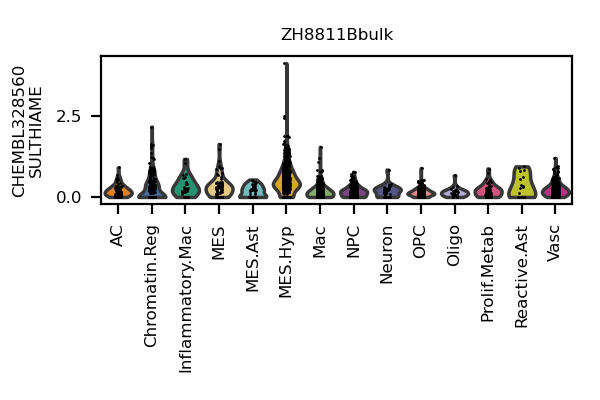 ZH8811Bbulk
CHEMBL328560
SULTHIAME
2.5
0.0
AC
Chromatin.Reg
Inflammatory.Mac
MES
MES.Ast
MES.Hyp
Mac
NPC
Neuron
OPC
Oligo
Prolif.Metab
Reactive.Ast
Vasc